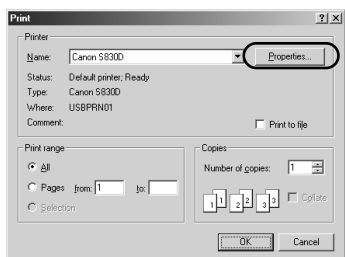 Print
Printer
Name: Canon S830D Properties...
Status: Default printer; Ready
Type: Canon S830D
Where: USBPRN01
Comment: Print to file
Print range
All
Pages from: 1 to:
Selection
Copies
Number of copies: 1
1 1 2 2 3 3 Collate
OK Cancel